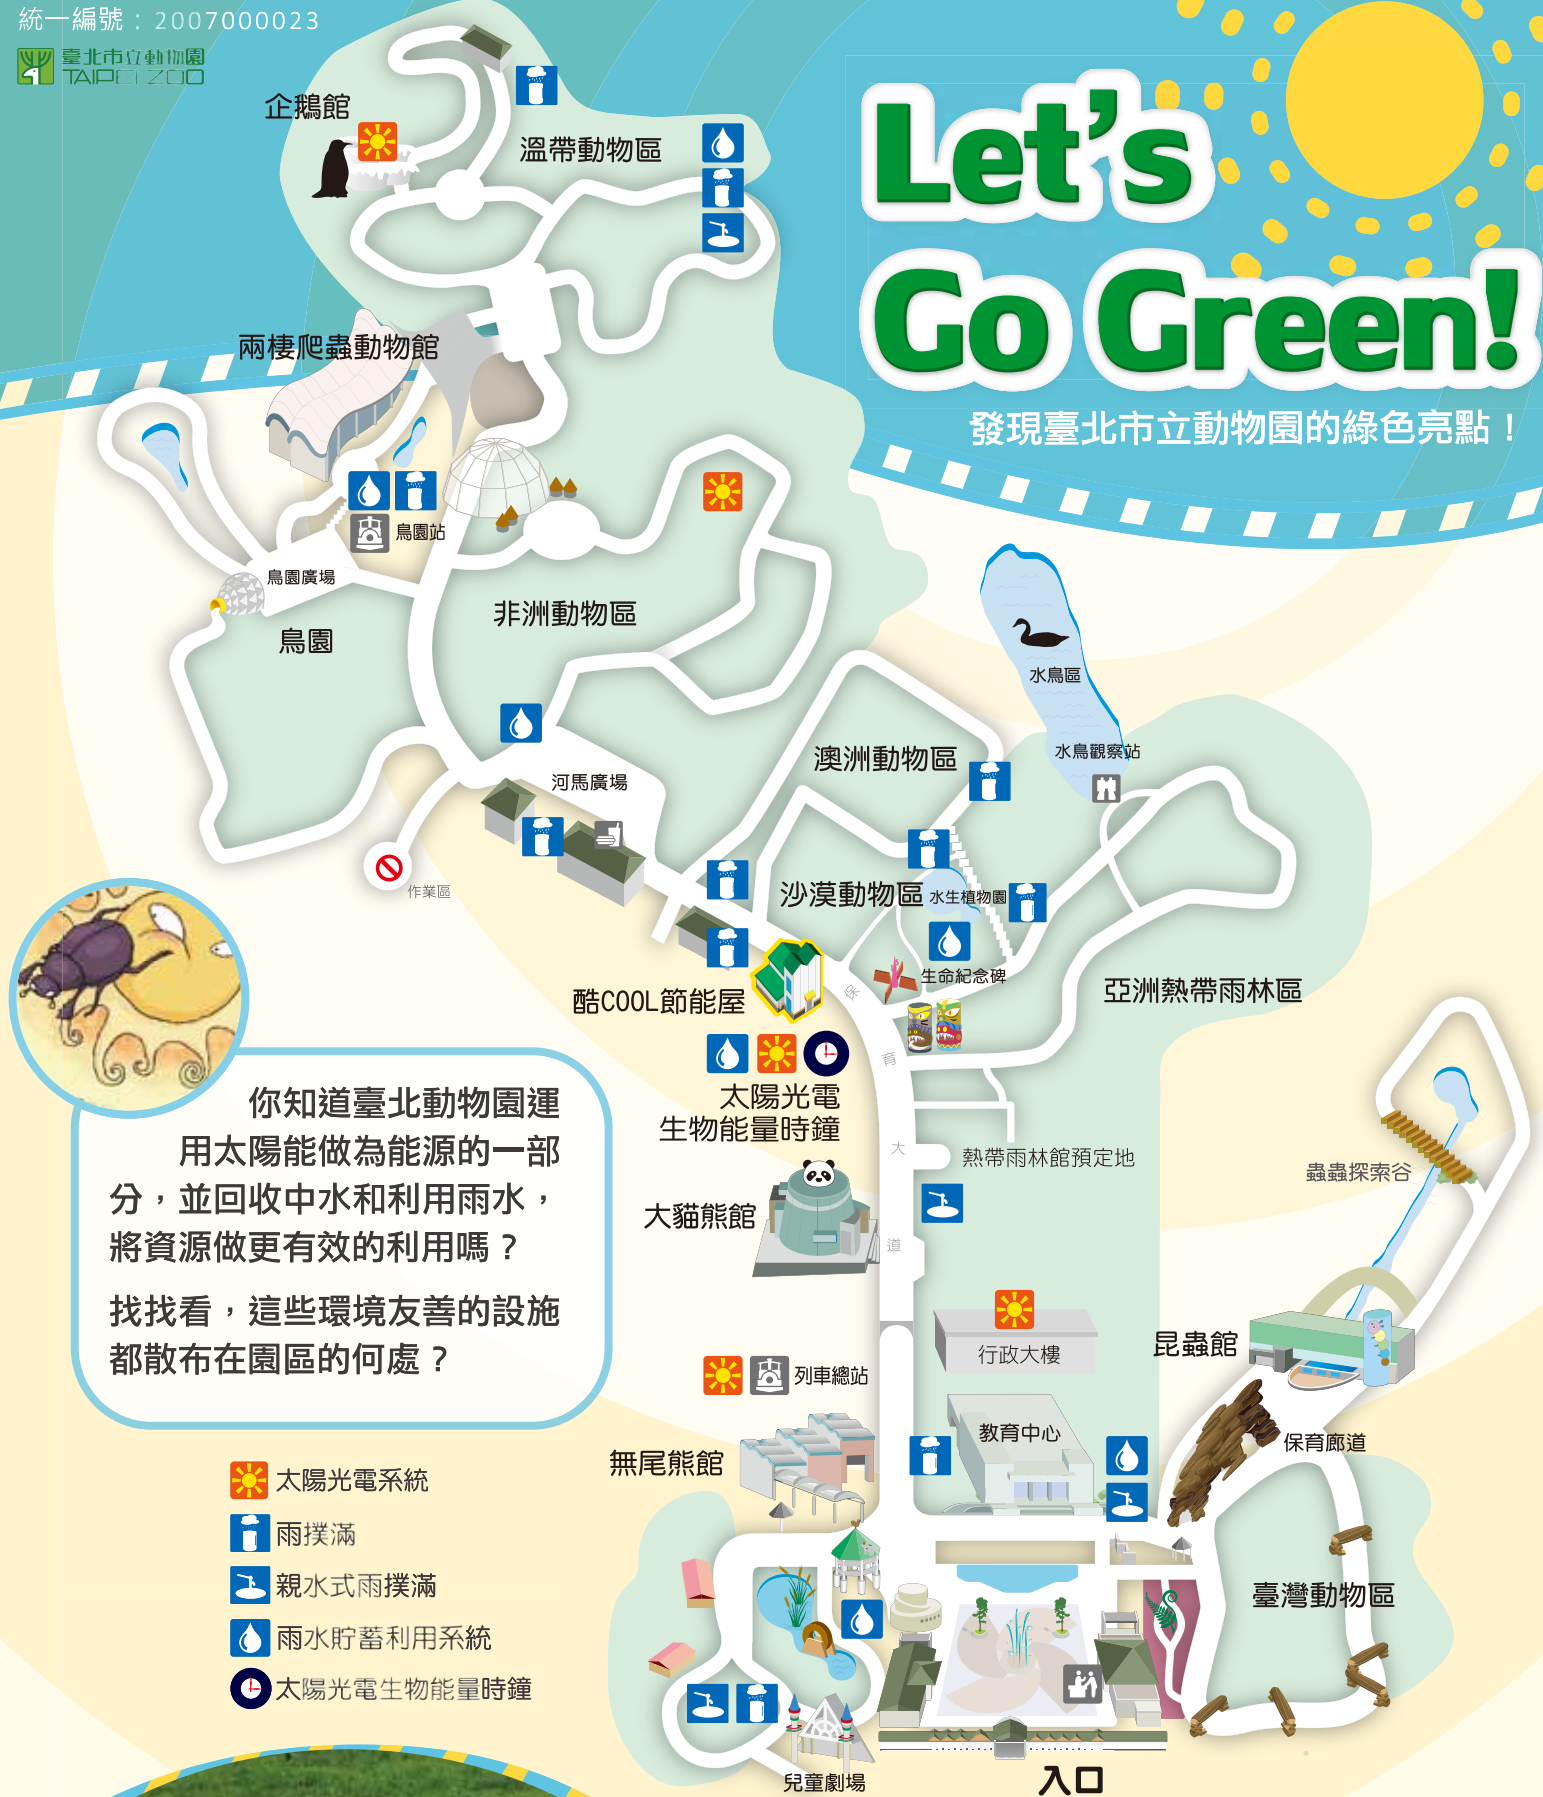 統一編號：2007000023
臺北市立動物園
TAIPEI ZOO
Let's
Go Green!
發現臺北市立動物園的綠色亮點！
企鵝館
溫帶動物區
兩棲爬蟲動物館
鳥園站
鳥園廣場
鳥園
非洲動物區
水鳥區
水鳥觀察站
澳洲動物區
河馬廣場
作業區
沙漠動物區
水生植物園
生命紀念碑
亞洲熱帶雨林區
酷COOL節能屋
太陽光電
生物能量時鐘
保
育
大
道
熱帶雨林館預定地
大貓熊館
蟲蟲探索谷
你知道臺北動物園運
用太陽能做為能源的一部
分，並回收中水和利用雨水，
將資源做更有效的利用嗎？
找找看，這些環境友善的設施
都散布在園區的何處？
行政大樓
昆蟲館
列車總站
教育中心
保育廊道
無尾熊館
臺灣動物區
太陽光電系統
雨撲滿
親水式雨撲滿
雨水貯蓄利用系統
太陽光電生物能量時鐘
兒童劇場
入口